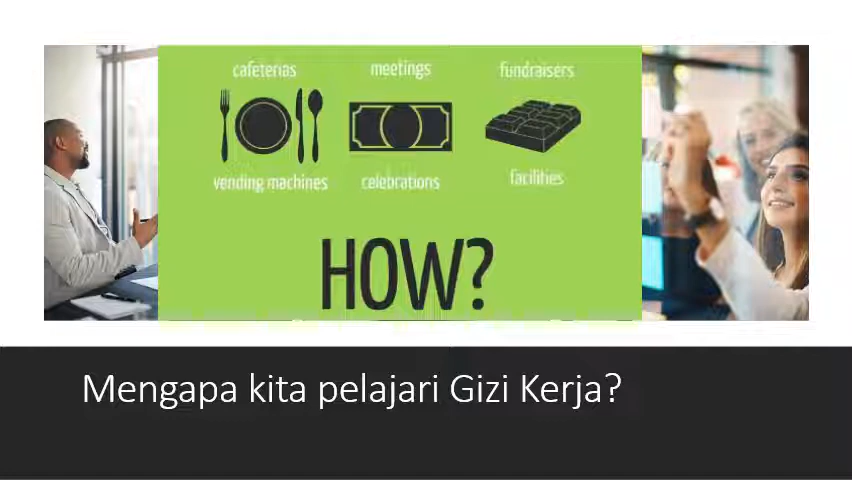 cafeterias meetings fundraisers
vending machines celebrations facilities
HOW?
Mengapa kita pelajari Gizi Kerja?